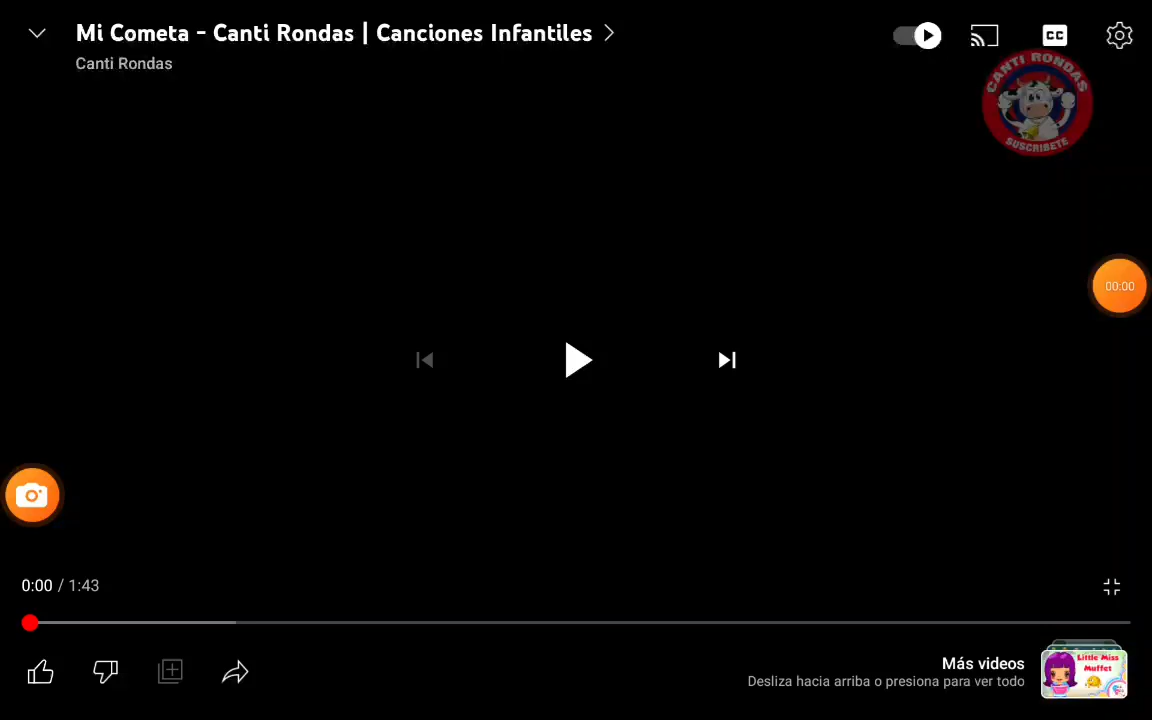 Mi Cometa - Canti Rondas | Canciones Infantiles
Canti Rondas
CC
CANTI RONDAS
SUSCRIBETE
00:00
0:00 / 1:43
Más videos
Desliza hacia arriba o presiona para ver todo
Little Miss
Muffet